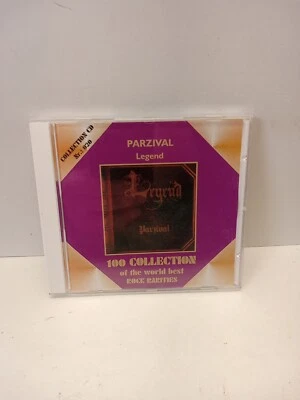 COLLECTION CD
PARZIVAL
Legend
Legend
Parzival
100 COLLECTION
of the world best
ROCK RARITIES